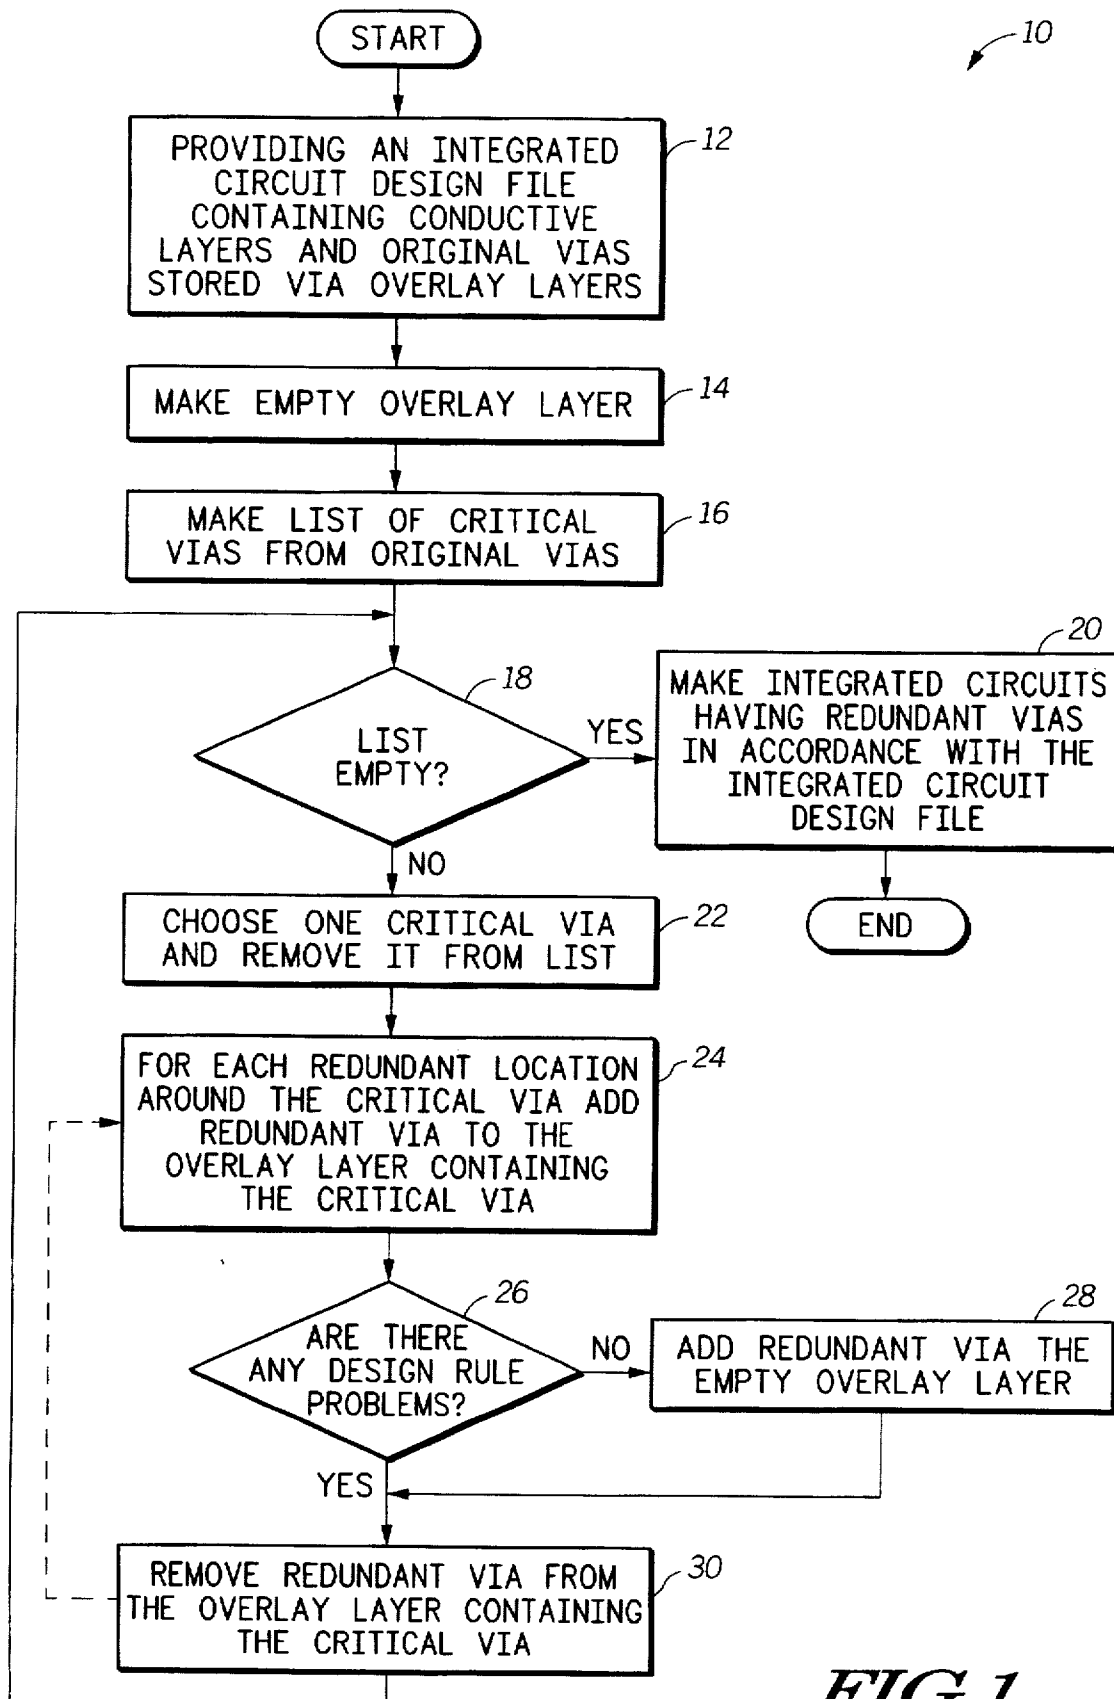 START
10
PROVIDING AN INTEGRATED
CIRCUIT DESIGN FILE
CONTAINING CONDUCTIVE
LAYERS AND ORIGINAL VIAS
STORED VIA OVERLAY LAYERS
12
MAKE EMPTY OVERLAY LAYER
14
MAKE LIST OF CRITICAL
VIAS FROM ORIGINAL VIAS
16
LIST
EMPTY?
18
YES
MAKE INTEGRATED CIRCUITS
HAVING REDUNDANT VIAS
IN ACCORDANCE WITH THE
INTEGRATED CIRCUIT
DESIGN FILE
20
END
NO
CHOOSE ONE CRITICAL VIA
AND REMOVE IT FROM LIST
22
FOR EACH REDUNDANT LOCATION
AROUND THE CRITICAL VIA ADD
REDUNDANT VIA TO THE
OVERLAY LAYER CONTAINING
THE CRITICAL VIA
24
ARE THERE
ANY DESIGN RULE
PROBLEMS?
26
NO
ADD REDUNDANT VIA THE
EMPTY OVERLAY LAYER
28
YES
REMOVE REDUNDANT VIA FROM
THE OVERLAY LAYER CONTAINING
THE CRITICAL VIA
30
FIG.1